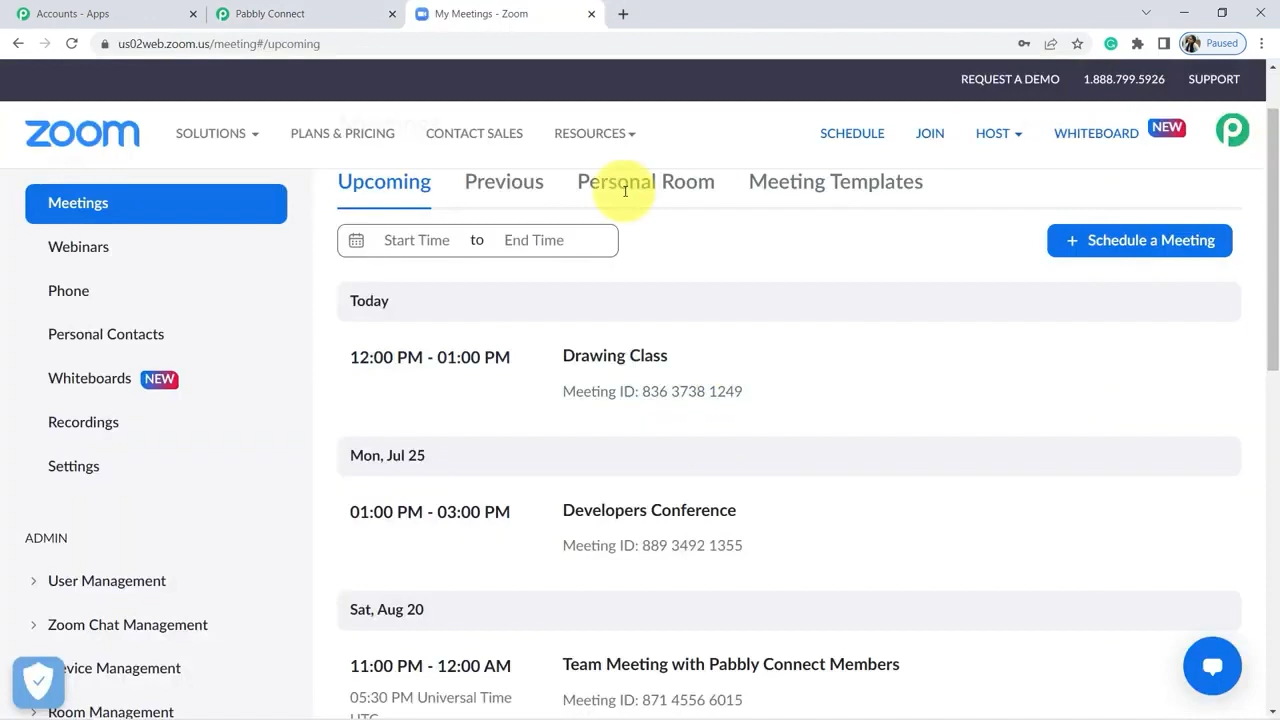 Accounts - Apps
Pabbly Connect
My Meetings - Zoom
us02web.zoom.us/meeting#/upcoming
Paused
REQUEST A DEMO 1.888.799.5926 SUPPORT
zoom SOLUTIONS PLANS & PRICING CONTACT SALES RESOURCES SCHEDULE JOIN HOST WHITEBOARD NEW
Meetings
Webinars
Phone
Personal Contacts
Whiteboards NEW
Recordings
Settings
ADMIN
User Management
Zoom Chat Management
evice Management
Room Management
Upcoming Previous Personal Room Meeting Templates
Start Time to End Time
+ Schedule a Meeting
Today
12:00 PM - 01:00 PM Drawing Class
Meeting ID: 836 3738 1249
Mon, Jul 25
01:00 PM - 03:00 PM Developers Conference
Meeting ID: 889 3492 1355
Sat, Aug 20
11:00 PM - 12:00 AM Team Meeting with Pabbly Connect Members
05:30 PM Universal Time Meeting ID: 871 4556 6015
UTC